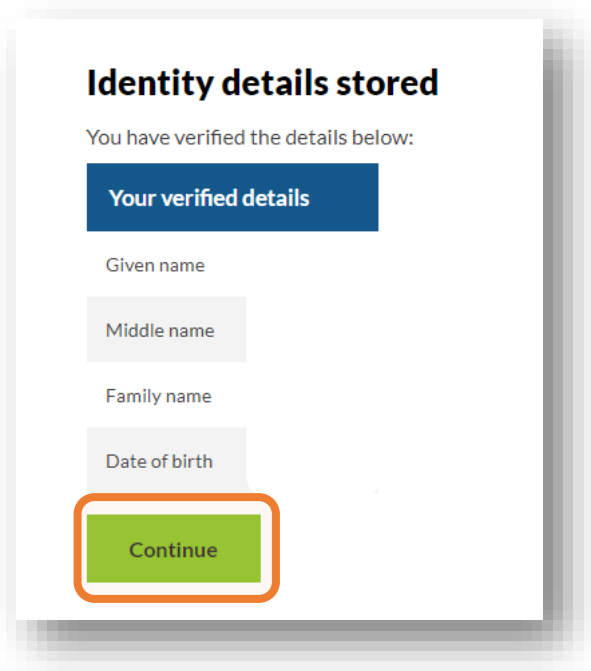 Identity details stored
You have verified the details below:
Your verified details
Given name
Middle name
Family name
Date of birth
Continue